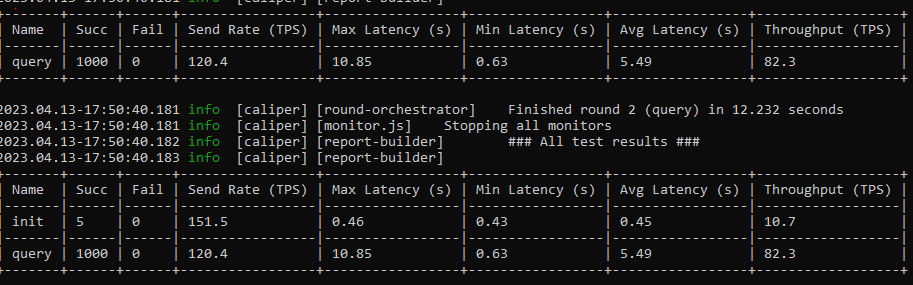 +-------+------+------+-----------------+-----------------+-----------------+-----------------+------------------+
| Name | Succ | Fail | Send Rate (TPS) | Max Latency (s) | Min Latency (s) | Avg Latency (s) | Throughput (TPS) |
|-------|------|------|-----------------|-----------------|-----------------|-----------------|------------------|
| query | 1000 | 0 | 120.4 | 10.85 | 0.63 | 5.49 | 82.3 |
+-------+------+------+-----------------+-----------------+-----------------+-----------------+------------------+
2023.04.13-17:50:40.181 info [caliper] [round-orchestrator] Finished round 2 (query) in 12.232 seconds
2023.04.13-17:50:40.181 info [caliper] [monitor.js] Stopping all monitors
2023.04.13-17:50:40.182 info [caliper] [report-builder] ### All test results ###
2023.04.13-17:50:40.183 info [caliper] [report-builder]
+-------+------+------+-----------------+-----------------+-----------------+-----------------+------------------+
| Name | Succ | Fail | Send Rate (TPS) | Max Latency (s) | Min Latency (s) | Avg Latency (s) | Throughput (TPS) |
|-------|------|------|-----------------|-----------------|-----------------|-----------------|------------------|
| init | 5 | 0 | 151.5 | 0.46 | 0.43 | 0.45 | 10.7 |
|-------|------|------|-----------------|-----------------|-----------------|-----------------|------------------|
| query | 1000 | 0 | 120.4 | 10.85 | 0.63 | 5.49 | 82.3 |
+-------+------+------+-----------------+-----------------+-----------------+-----------------+------------------+